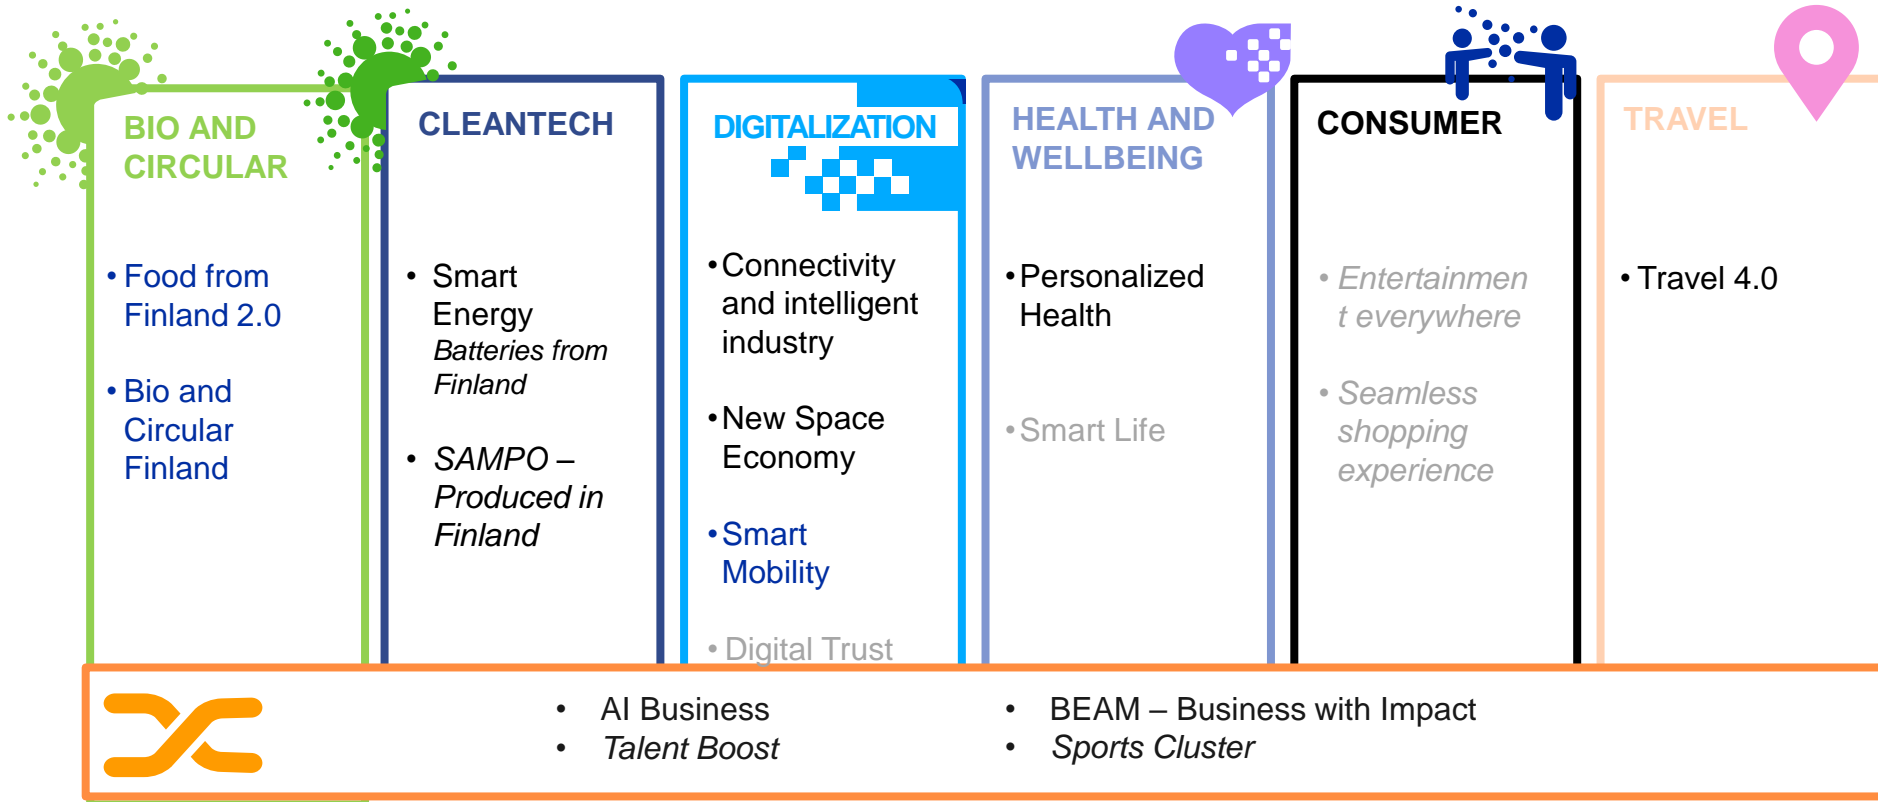 BIO AND
CIRCULAR
• Food from
Finland 2.0
• Bio and
Circular
Finland
CLEANTECH
• Smart
Energy
Batteries from
Finland
• SAMPO –
Produced in
Finland
DIGITALIZATION
• Connectivity
and intelligent
industry
• New Space
Economy
• Smart
Mobility
• Digital Trust
HEALTH AND
WELLBEING
• Personalized
Health
• Smart Life
CONSUMER
• Entertainmen
t everywhere
• Seamless
shopping
experience
TRAVEL
• Travel 4.0
• AI Business
• Talent Boost
• BEAM – Business with Impact
• Sports Cluster